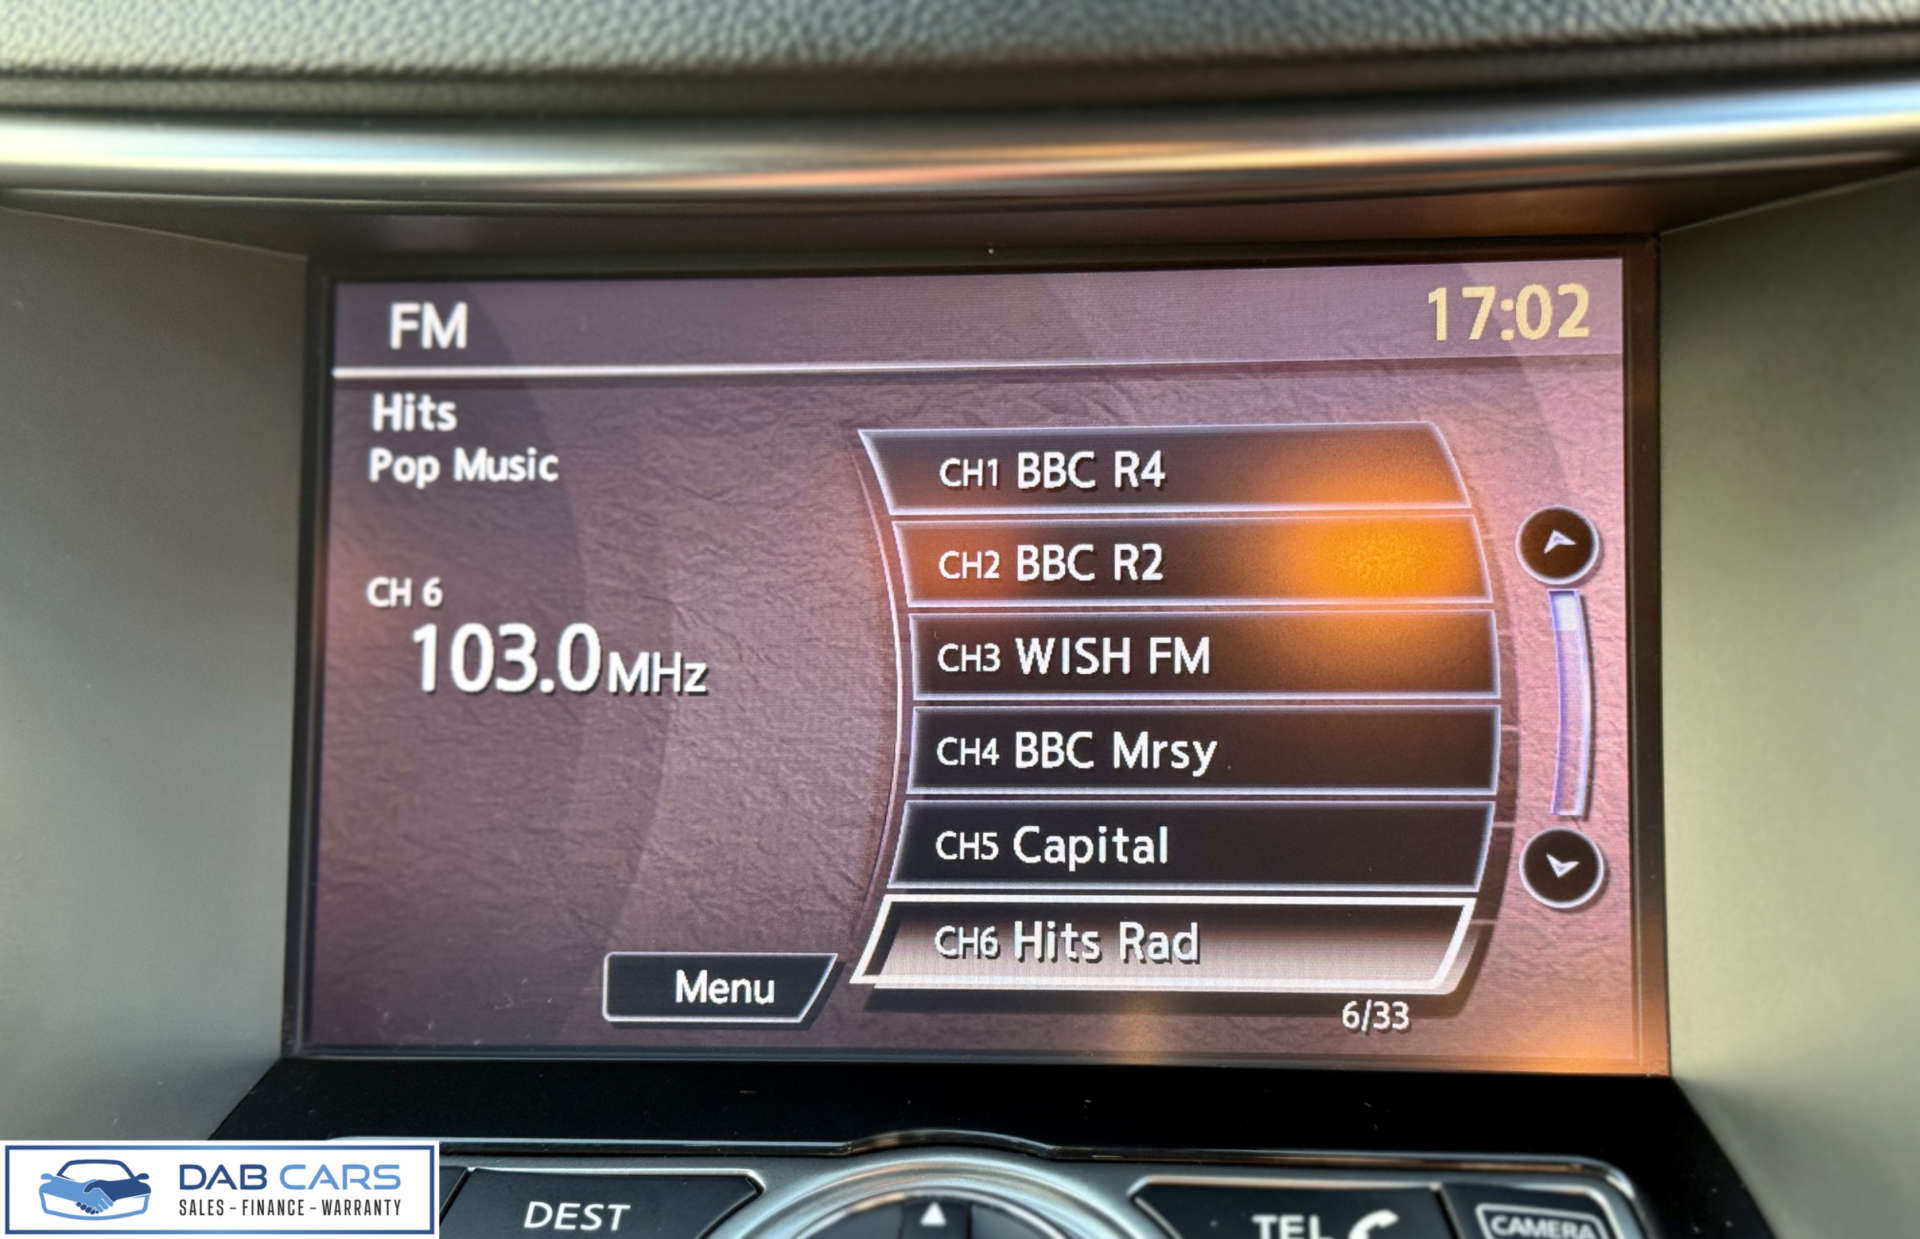 FM
17:02
Hits
Pop Music
CH 6
103.0MHz
CH1 BBC R4
CH2 BBC R2
CH3 WISH FM
CH4 BBC Mrsy
CH5 Capital
CH6 Hits Rad
Menu
6/33
DAB CARS
SALES - FINANCE - WARRANTY
DEST
TEL
CAMERA